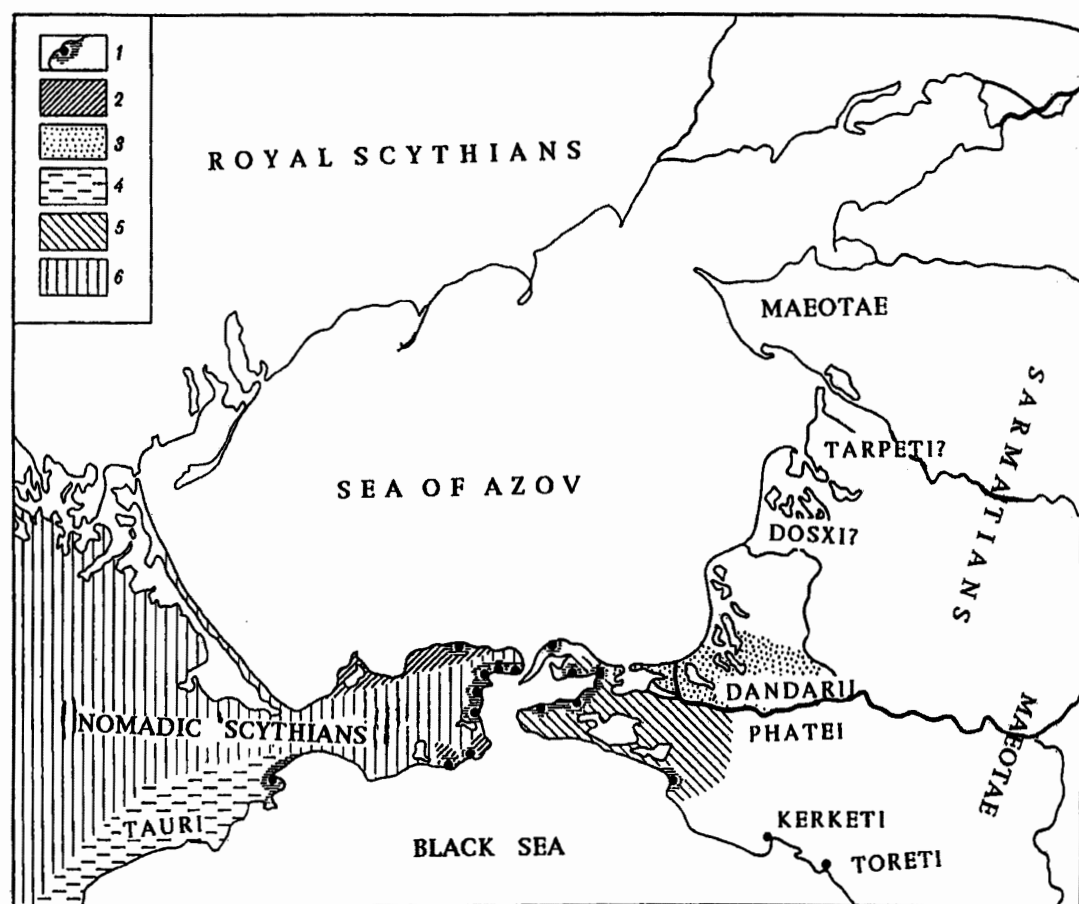 1
2
3
4
5
6
ROYAL SCYTHIANS
MAEOTAE
SARMATIANS
TARPETI?
SEA OF AZOV
DOSXI?
DANDARII
NOMADIC SCYTHIANS
PHATEI
MAEOTAE
TAURI
KERKETI
BLACK SEA
TORETI